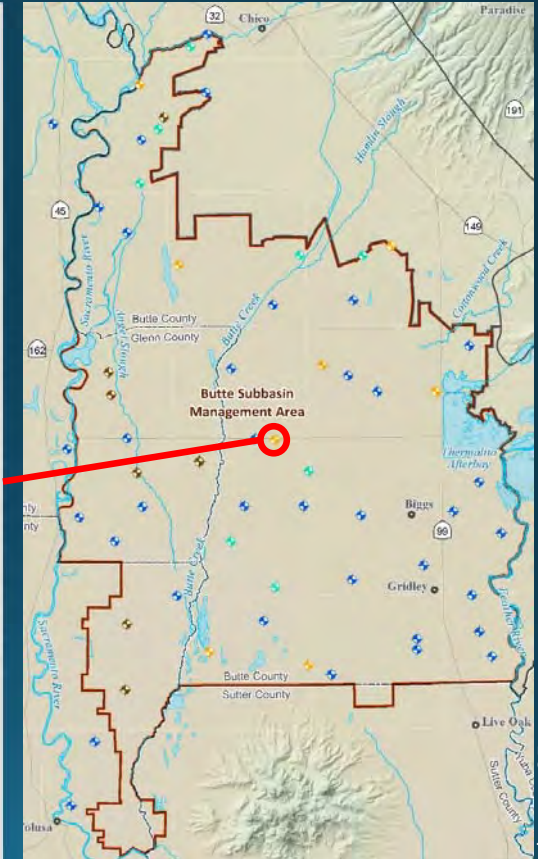 32
Chico
Paradise
191
Hamlin Slough
45
149
Sacramento River
Cottonwood Creek
Angel Slough
Butte County
Glenn County
Butte Creek
162
Butte Subbasin
Management Area
Thermalito
Afterbay
Biggs
99
Butte Creek
Gridley
Feather River
Sacramento River
Butte County
Sutter County
Live Oak
Sutter
County